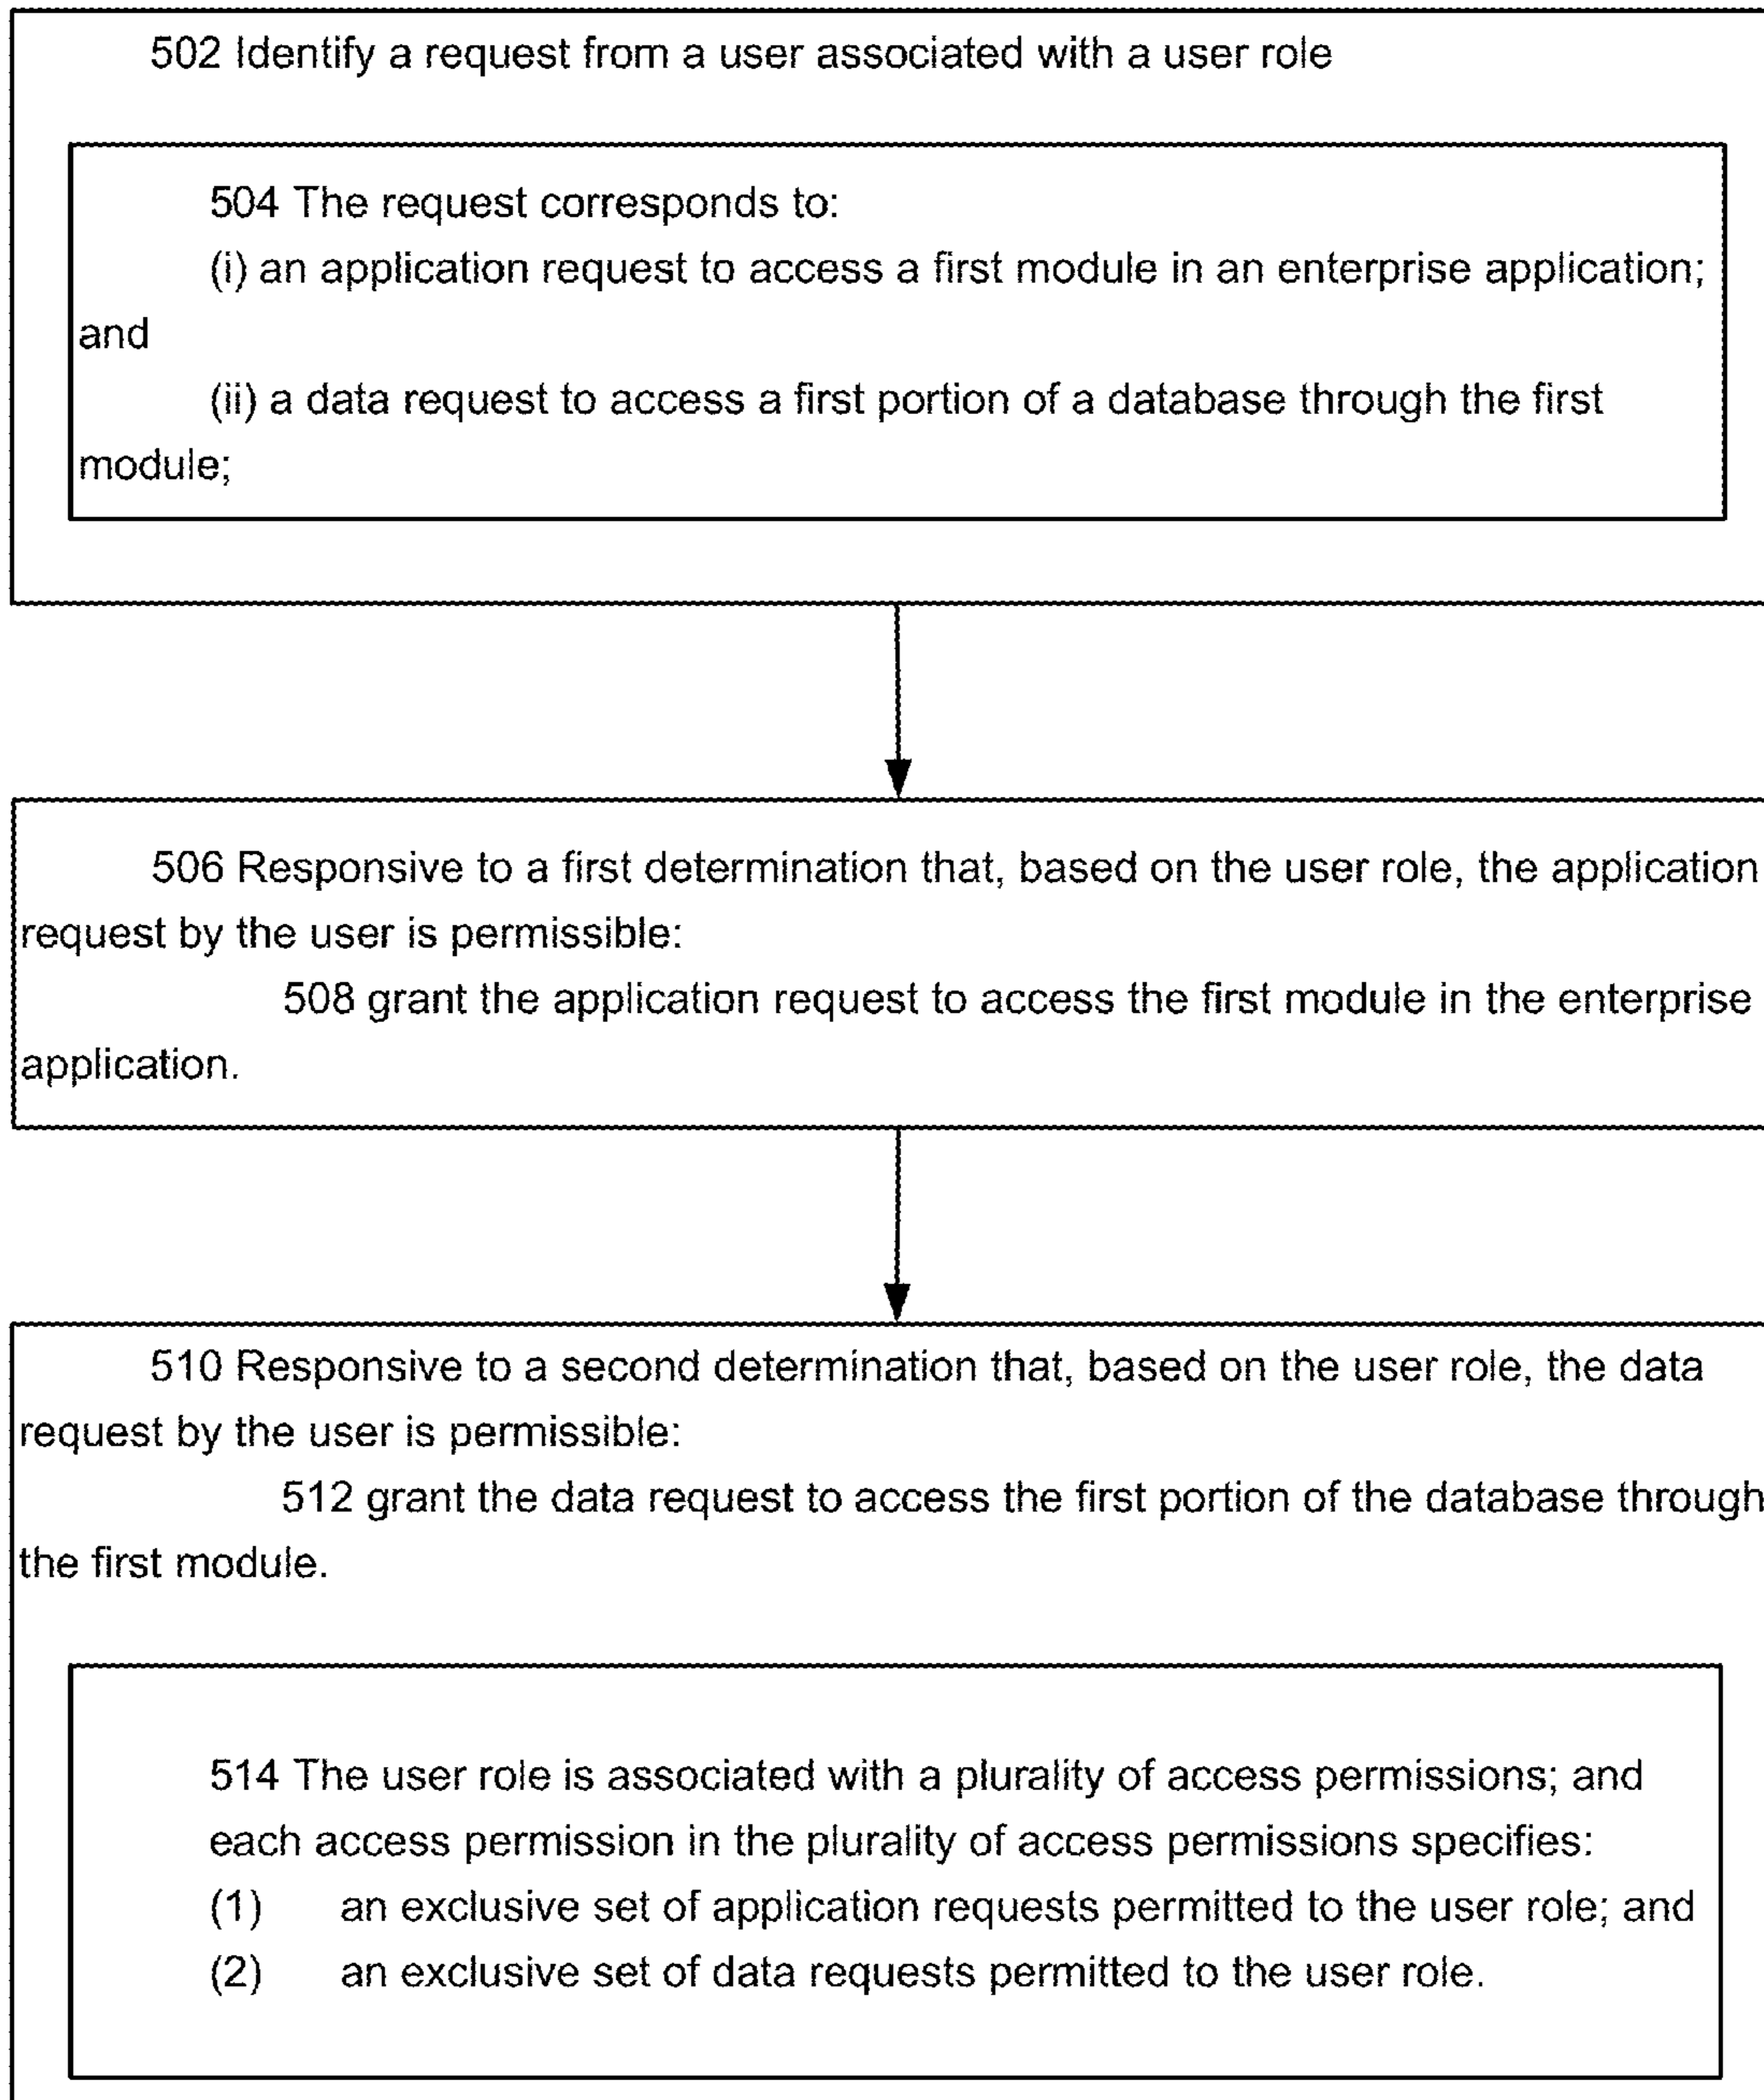 502 Identify a request from a user associated with a user role
504 The request corresponds to:
(i) an application request to access a first module in an enterprise application;
and
(ii) a data request to access a first portion of a database through the first
module;
506 Responsive to a first determination that, based on the user role, the application
request by the user is permissible:
508 grant the application request to access the first module in the enterprise
application.
510 Responsive to a second determination that, based on the user role, the data
request by the user is permissible:
512 grant the data request to access the first portion of the database through
the first module.
514 The user role is associated with a plurality of access permissions; and
each access permission in the plurality of access permissions specifies:
(1) an exclusive set of application requests permitted to the user role; and
(2) an exclusive set of data requests permitted to the user role.